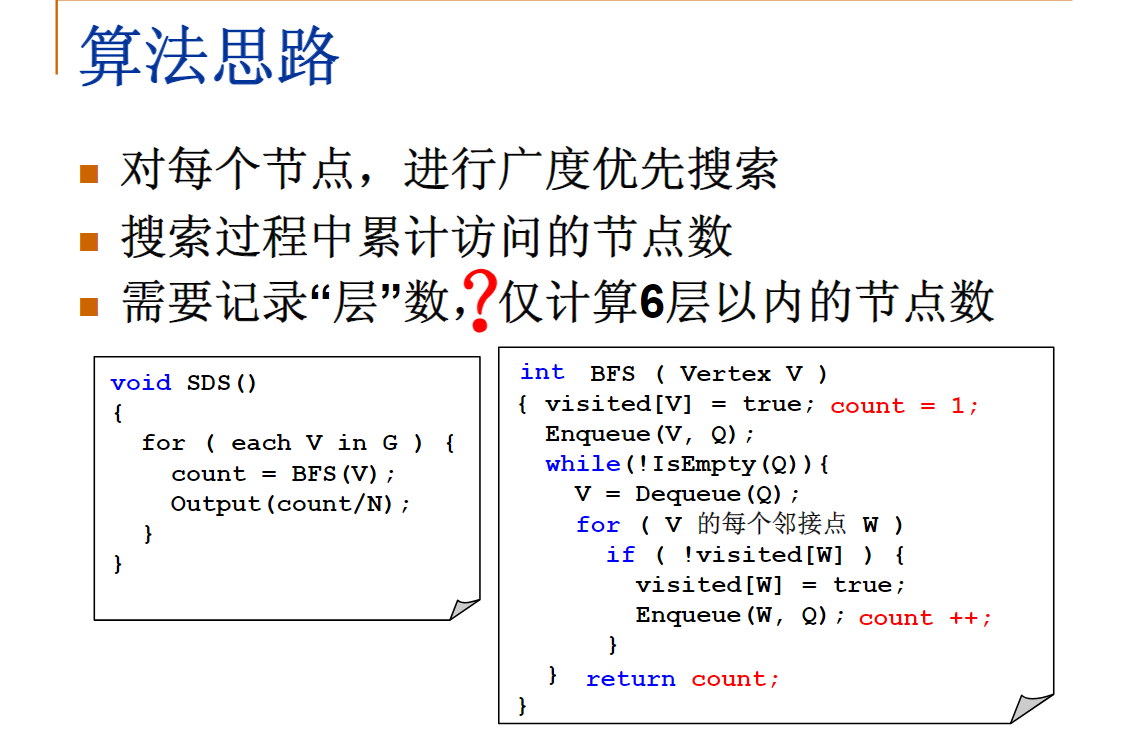 算法思路
对每个节点，进行广度优先搜索
搜索过程中累计访问的节点数
需要记录“层”数，?仅计算6层以内的节点数
void SDS()
{
  for ( each V in G ) {
    count = BFS(V);
    Output(count/N);
  }
}
int BFS ( Vertex V )
{ visited[V] = true; count = 1;
  Enqueue(V, Q);
  while(!IsEmpty(Q)){
    V = Dequeue(Q);
    for ( V 的每个邻接点 W )
      if ( !visited[W] ) {
        visited[W] = true;
        Enqueue(W, Q); count ++;
      }
  } return count;
}